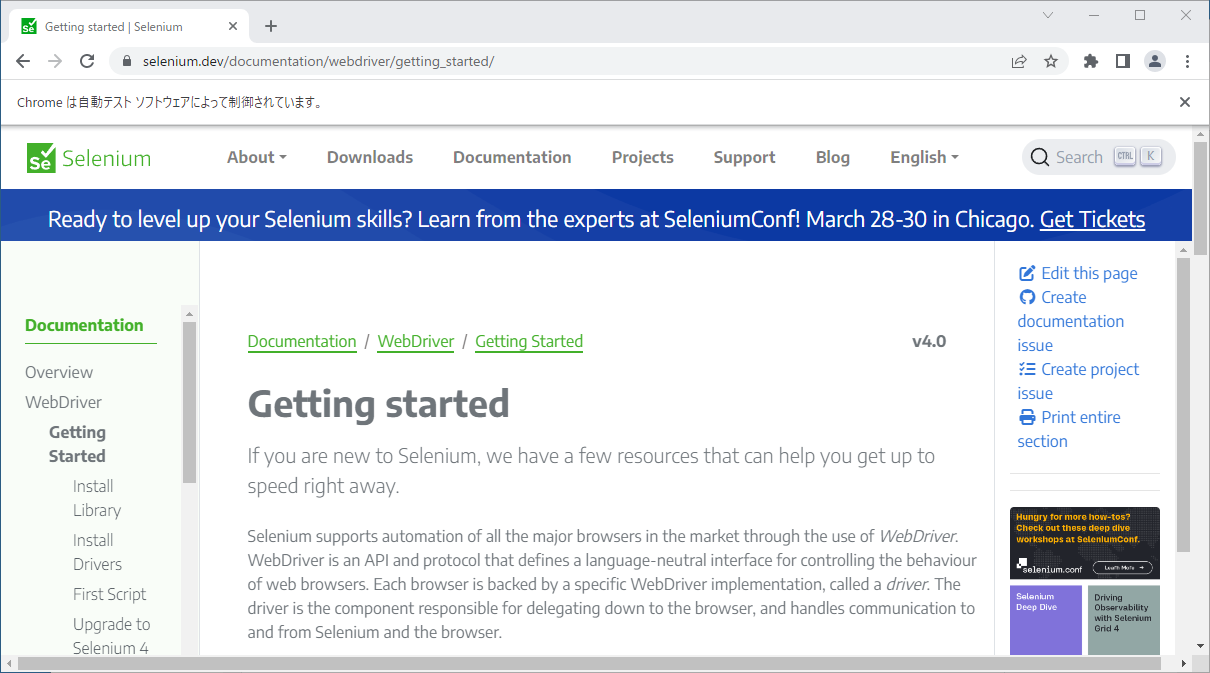 Getting started | Selenium
selenium.dev/documentation/webdriver/getting_started/
Chrome は自動テスト ソフトウェアによって制御されています。
Se Selenium
About Downloads Documentation Projects Support Blog English Search CTRL K
Ready to level up your Selenium skills? Learn from the experts at SeleniumConf! March 28-30 in Chicago. Get Tickets
Documentation
Overview
WebDriver
Getting
Started
Install
Library
Install
Drivers
First Script
Upgrade to
Selenium 4
Documentation / WebDriver / Getting Started
v4.0
Getting started
If you are new to Selenium, we have a few resources that can help you get up to
speed right away.
Selenium supports automation of all the major browsers in the market through the use of WebDriver.
WebDriver is an API and protocol that defines a language-neutral interface for controlling the behaviour
of web browsers. Each browser is backed by a specific WebDriver implementation, called a driver. The
driver is the component responsible for delegating down to the browser, and handles communication to
and from Selenium and the browser.
Edit this page
Create
documentation
issue
Create project
issue
Print entire
section
Hungry for more how-tos?
Check out these deep dive
workshops at SeleniumConf.
selenium.conf
Learn More →
Selenium
Deep Dive
Driving
Observability
with Selenium
Grid 4